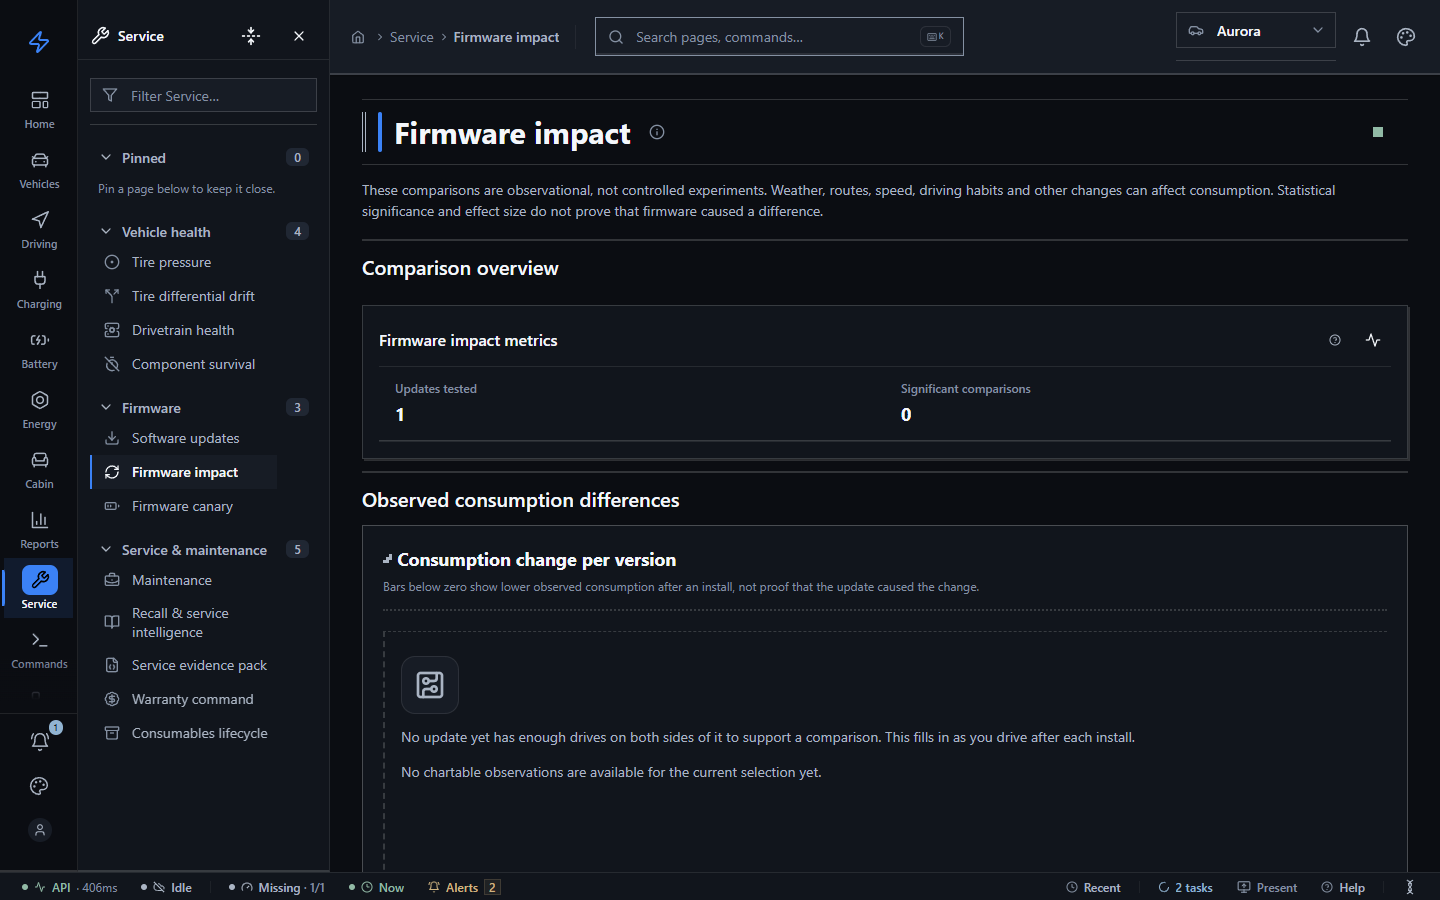 Service
Service
Firmware impact
Search pages, commands...
K
Aurora
Home
Vehicles
Driving
Charging
Battery
Energy
Cabin
Reports
Service
Commands
1
Filter Service...
Pinned
0
Pin a page below to keep it close.
Vehicle health
4
Tire pressure
Tire differential drift
Drivetrain health
Component survival
Firmware
3
Software updates
Firmware impact
Firmware canary
Service & maintenance
5
Maintenance
Recall & service
intelligence
Service evidence pack
Warranty command
Consumables lifecycle
Firmware impact
These comparisons are observational, not controlled experiments. Weather, routes, speed, driving habits and other changes can affect consumption. Statistical
significance and effect size do not prove that firmware caused a difference.
Comparison overview
Firmware impact metrics
Updates tested
1
Significant comparisons
0
Observed consumption differences
Consumption change per version
Bars below zero show lower observed consumption after an install, not proof that the update caused the change.
No update yet has enough drives on both sides of it to support a comparison. This fills in as you drive after each install.
No chartable observations are available for the current selection yet.
API · 406ms
Idle
Missing · 1/1
Now
Alerts 2
Recent
2 tasks
Present
Help